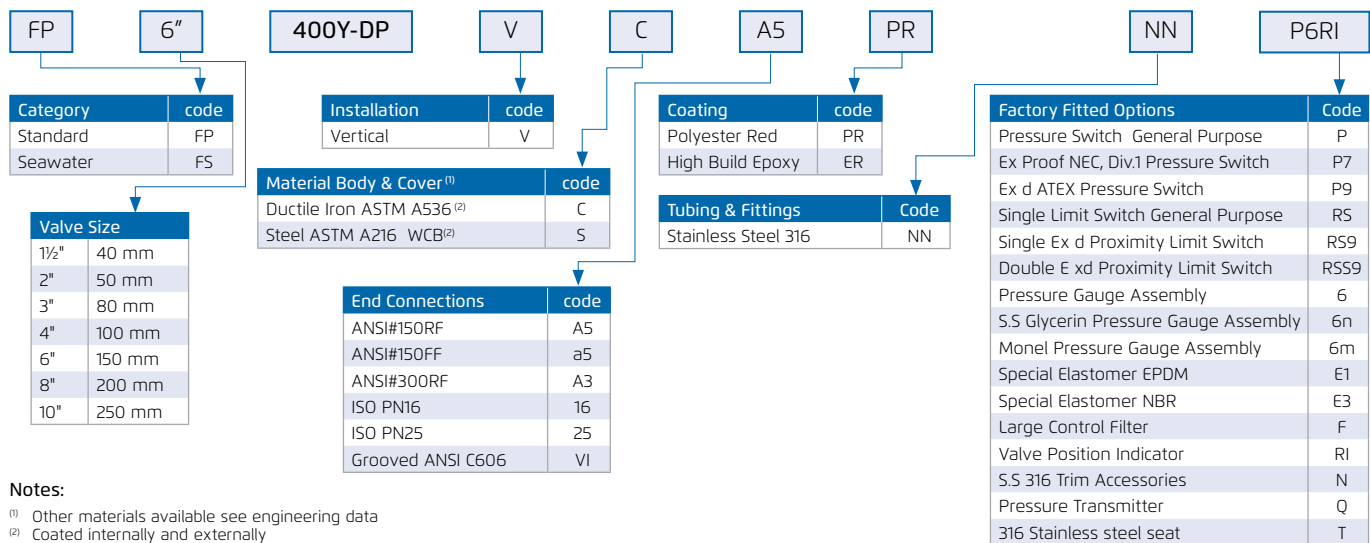 FP 6" 400Y-DP V C A5 PR NN P6RI
Category code
Standard FP
Seawater FS
Valve Size
1½" 40 mm
2" 50 mm
3" 80 mm
4" 100 mm
6" 150 mm
8" 200 mm
10" 250 mm
Installation code
Vertical V
Material Body & Cover (1) code
Ductile Iron ASTM A536 (2) C
Steel ASTM A216 WCB(2) S
End Connections code
ANSI#150RF A5
ANSI#150FF a5
ANSI#300RF A3
ISO PN16 16
ISO PN25 25
Grooved ANSI C606 VI
Coating code
Polyester Red PR
High Build Epoxy ER
Tubing & Fittings Code
Stainless Steel 316 NN
Factory Fitted Options Code
Pressure Switch General Purpose P
Ex Proof NEC, Div.1 Pressure Switch P7
Ex d ATEX Pressure Switch P9
Single Limit Switch General Purpose RS
Single Ex d Proximity Limit Switch RS9
Double E xd Proximity Limit Switch RSS9
Pressure Gauge Assembly 6
S.S Glycerin Pressure Gauge Assembly 6n
Monel Pressure Gauge Assembly 6m
Special Elastomer EPDM E1
Special Elastomer NBR E3
Large Control Filter F
Valve Position Indicator RI
S.S 316 Trim Accessories N
Pressure Transmitter Q
316 Stainless steel seat T
Notes:
(1) Other materials available see engineering data
(2) Coated internally and externally